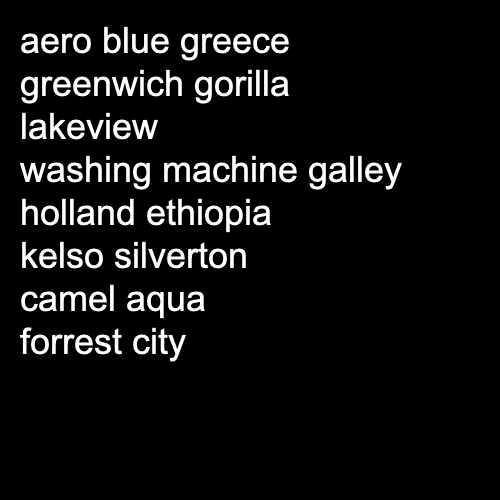 aero blue greece
greenwich gorilla
lakeview
washing machine galley
holland ethiopia
kelso silverton
camel aqua
forrest city